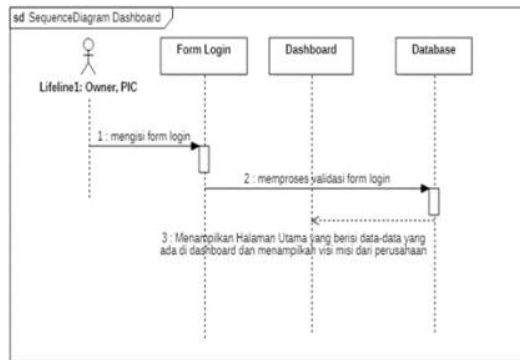 sd SequenceDiagram Dashboard
Form Login
Dashboard
Database
Lifeline1: Owner, PIC
1 : mengisi form login
2 : memproses validasi form login
3 : Menampilkan Halaman Utama yang berisi data-data yang
ada di dashboard dan menampilkan visi misi dari perusahaan